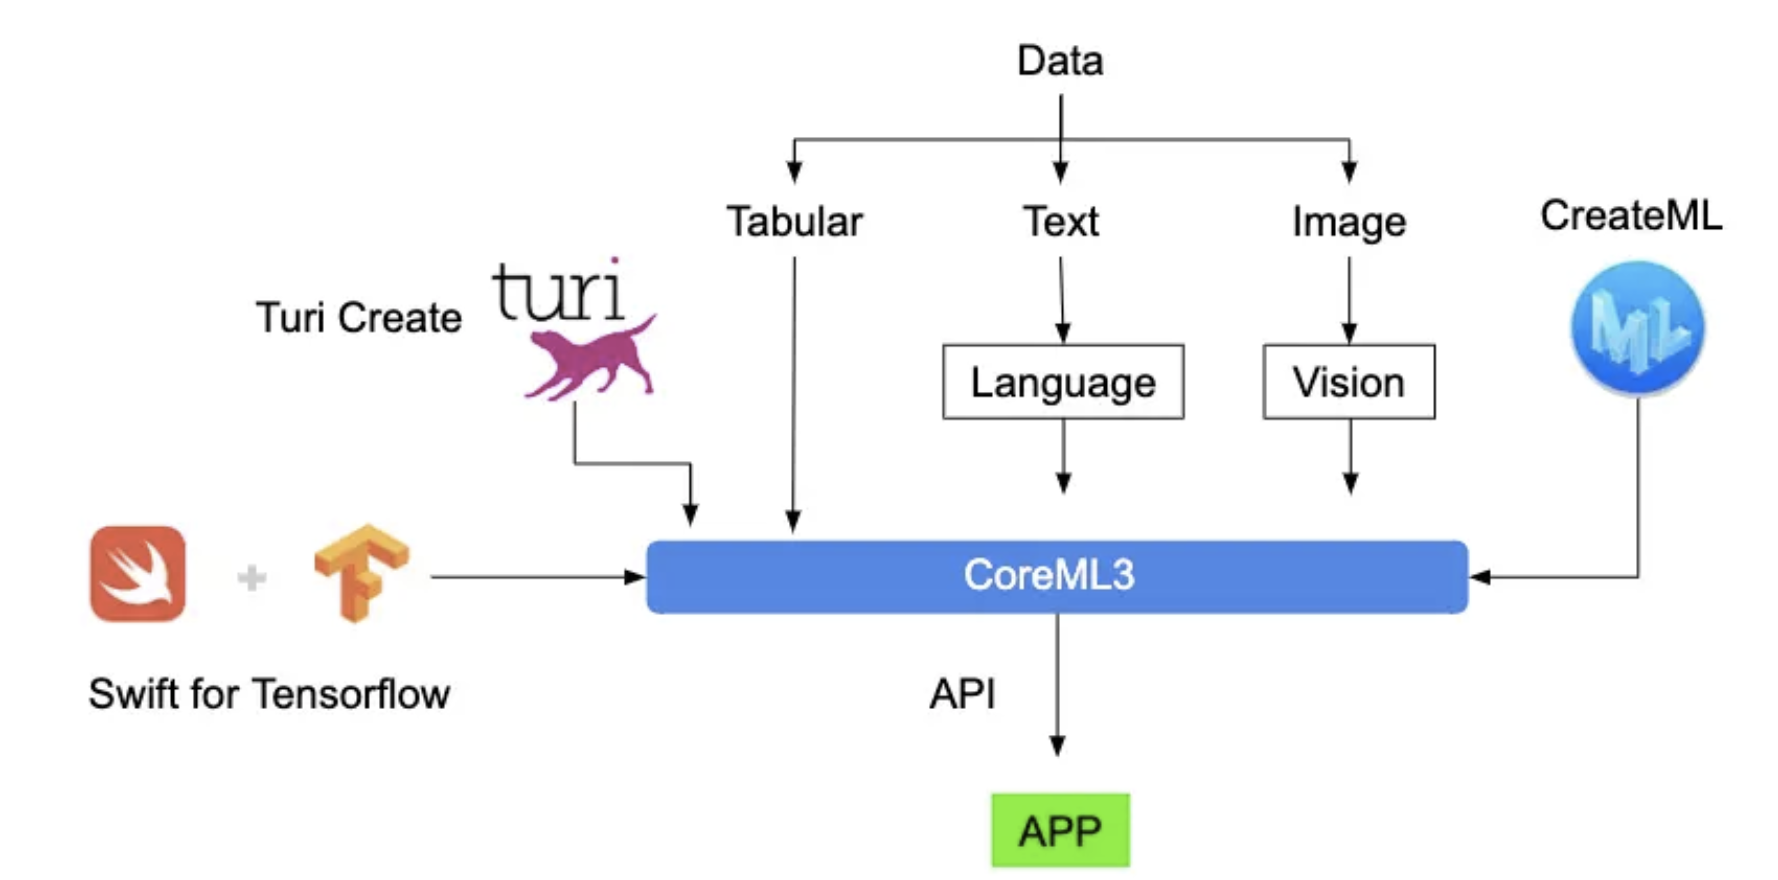 Data
Tabular
Text
Image
CreateML
ML
Turi Create
turi
Language
Vision
CoreML3
+
Swift for Tensorflow
API
APP